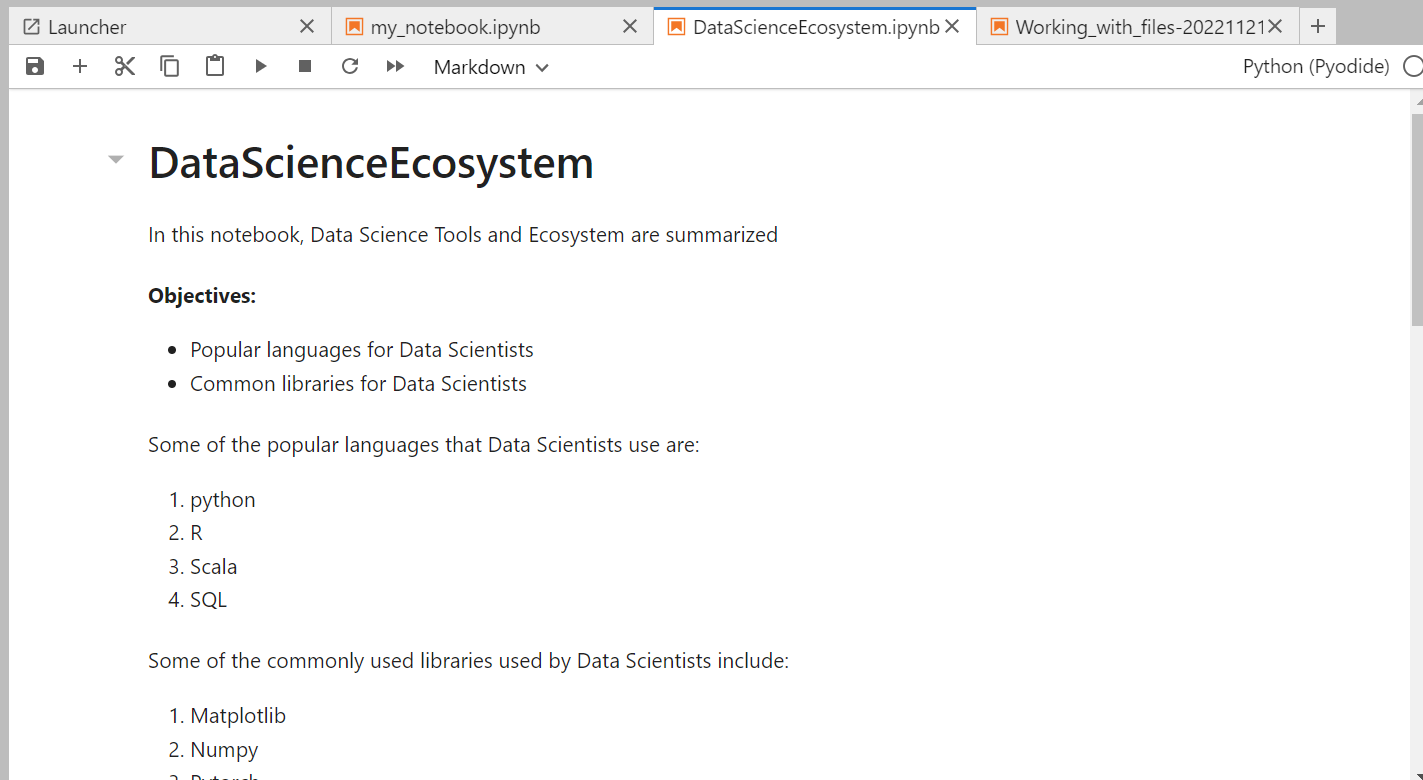 Launcher
my_notebook.ipynb
DataScienceEcosystem.ipynb
Working_with_files-20221121
Markdown
Python (Pyodide)
DataScienceEcosystem
In this notebook, Data Science Tools and Ecosystem are summarized
Objectives:
• Popular languages for Data Scientists
• Common libraries for Data Scientists
Some of the popular languages that Data Scientists use are:
1. python
2. R
3. Scala
4. SQL
Some of the commonly used libraries used by Data Scientists include:
1. Matplotlib
2. Numpy
3. Pytorch